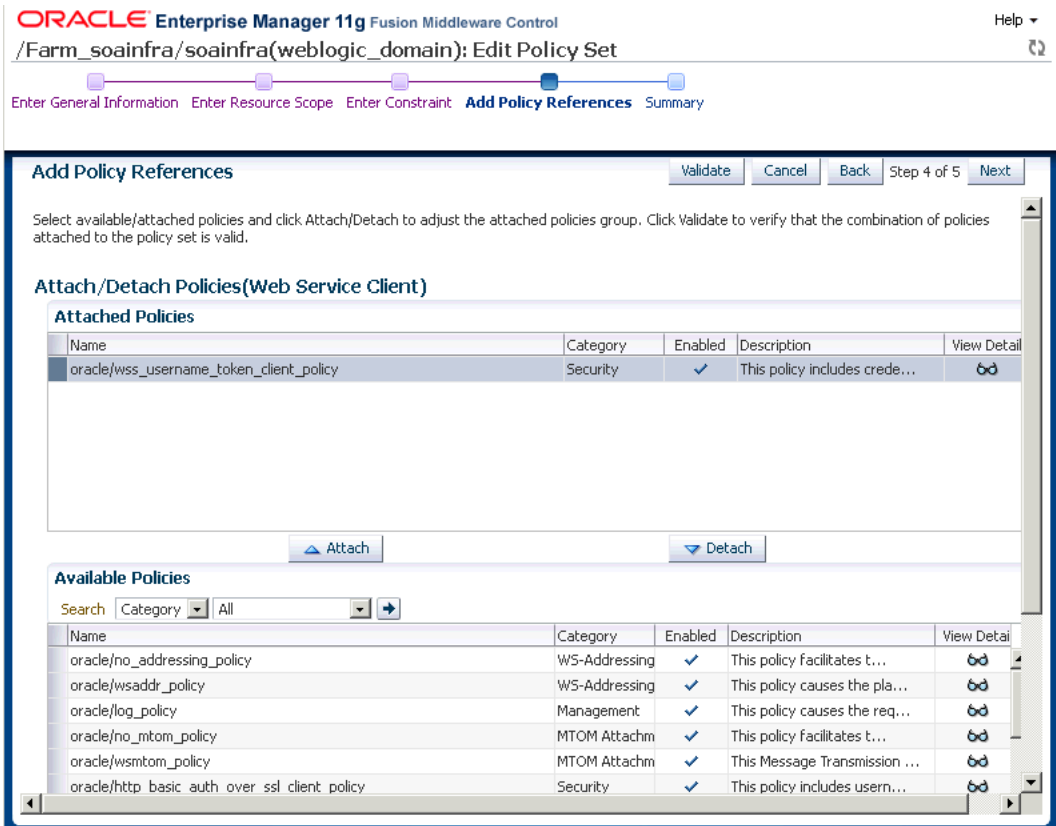 ORACLE Enterprise Manager 11g Fusion Middleware Control
Help
/Farm_soainfra/soainfra(weblogic_domain): Edit Policy Set
Enter General Information Enter Resource Scope Enter Constraint Add Policy References Summary
Add Policy References Validate Cancel Back Step 4 of 5 Next
Select available/attached policies and click Attach/Detach to adjust the attached policies group. Click Validate to verify that the combination of policies
attached to the policy set is valid.
Attach/Detach Policies(Web Service Client)
Attached Policies
Name Category Enabled Description View Detail
oracle/wss_username_token_client_policy Security This policy includes crede...
Attach Detach
Available Policies
Search Category All
Name Category Enabled Description View Detai
oracle/no_addressing_policy WS-Addressing This policy facilitates t...
oracle/wsaddr_policy WS-Addressing This policy causes the pla...
oracle/log_policy Management This policy causes the req...
oracle/no_mtom_policy MTOM Attachm This policy facilitates t...
oracle/wsmtom_policy MTOM Attachm This Message Transmission ...
oracle/http_basic_auth_over_ssl_client_policy Security This policy includes usern...